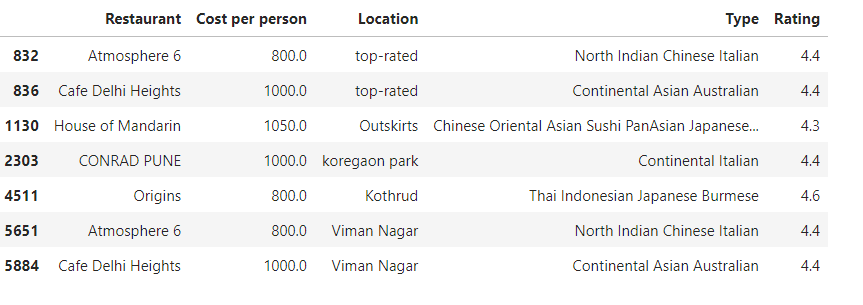 Restaurant Cost per person Location Type Rating
832 Atmosphere 6 800.0 top-rated North Indian Chinese Italian 4.4
836 Cafe Delhi Heights 1000.0 top-rated Continental Asian Australian 4.4
1130 House of Mandarin 1050.0 Outskirts Chinese Oriental Asian Sushi PanAsian Japanese... 4.3
2303 CONRAD PUNE 1000.0 koregaon park Continental Italian 4.4
4511 Origins 800.0 Kothrud Thai Indonesian Japanese Burmese 4.6
5651 Atmosphere 6 800.0 Viman Nagar North Indian Chinese Italian 4.4
5884 Cafe Delhi Heights 1000.0 Viman Nagar Continental Asian Australian 4.4